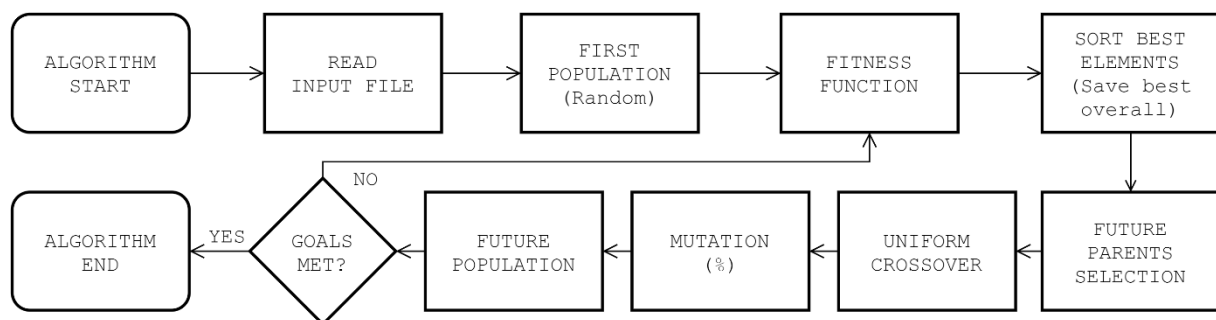 ALGORITHM
START
READ
INPUT FILE
FIRST
POPULATION
(Random)
FITNESS
FUNCTION
SORT BEST
ELEMENTS
(Save best
overall)
NO
YES
ALGORITHM
END
GOALS
MET?
FUTURE
POPULATION
MUTATION
(%)
UNIFORM
CROSSOVER
FUTURE
PARENTS
SELECTION